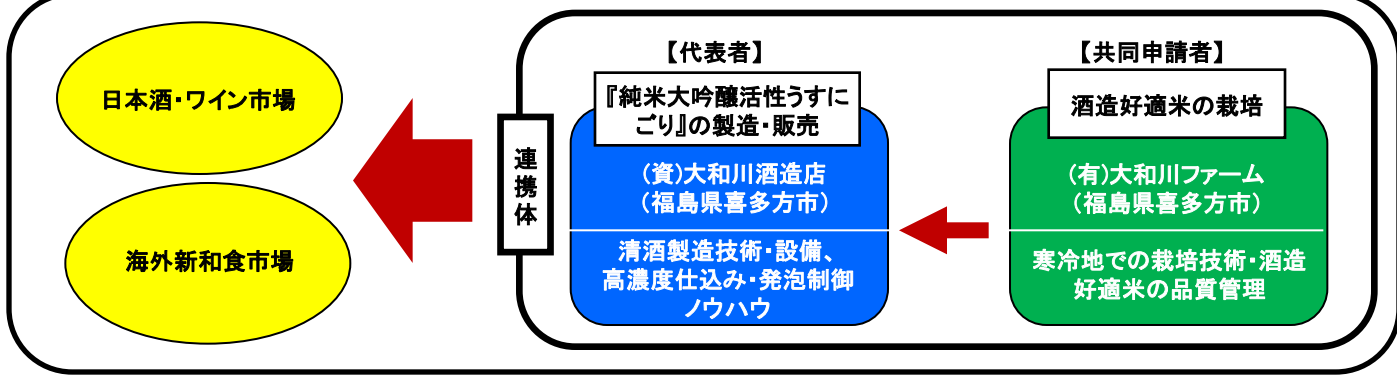 日本酒・ワイン市場
海外新和食市場
連携体
【代表者】
『純米大吟醸活性うすに
ごり』の製造・販売
(資)大和川酒造店
(福島県喜多方市)
清酒製造技術・設備、
高濃度仕込み・発泡制御
ノウハウ
【共同申請者】
酒造好適米の栽培
(有)大和川ファーム
(福島県喜多方市)
寒冷地での栽培技術・酒造
好適米の品質管理